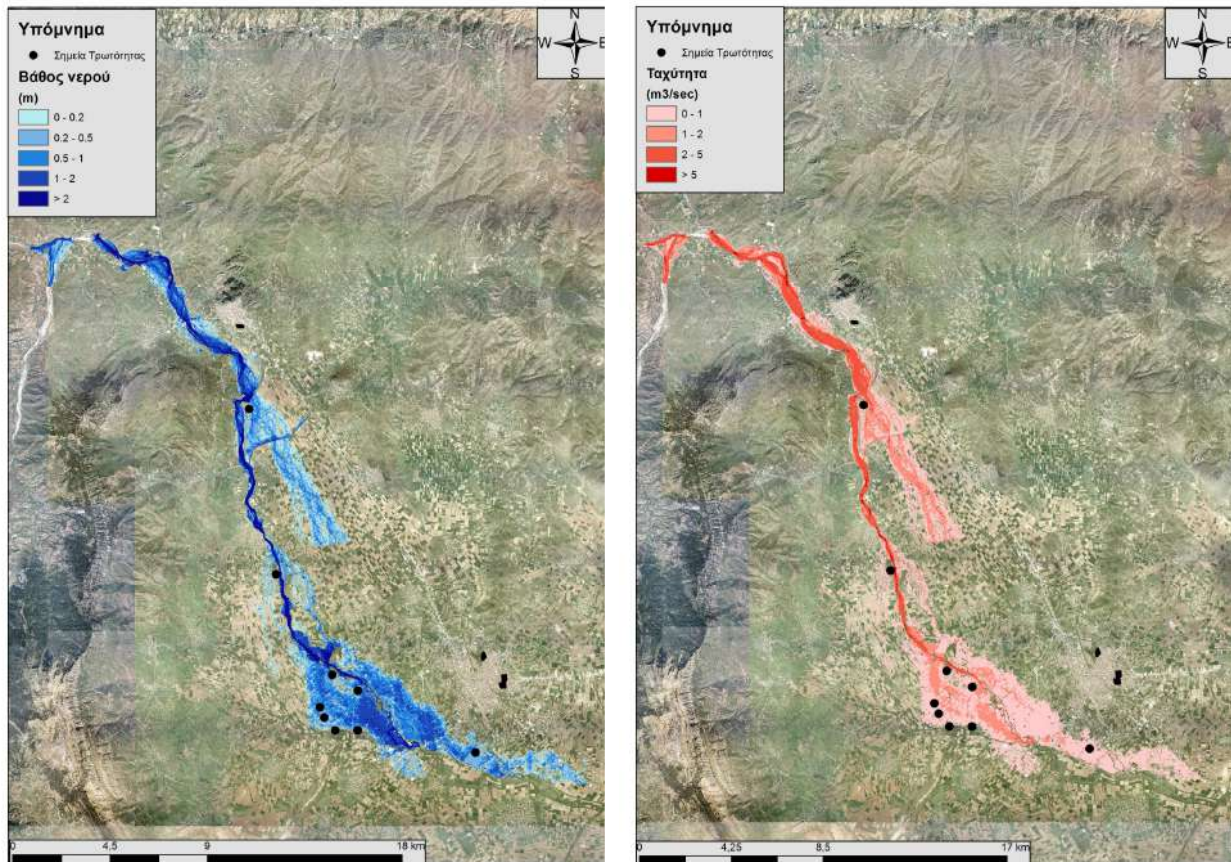 Υπόμνημα
Σημεία Τρωτότητας
Βάθος νερού
(m)
0 - 0.2
0.2 - 0.5
0.5 - 1
1 - 2
> 2
N
W E
S
0 4,5 9 18 km
Υπόμνημα
Σημεία Τρωτότητας
Ταχύτητα
(m3/sec)
0 - 1
1 - 2
2 - 5
> 5
N
W E
S
0 4,25 8,5 17 km